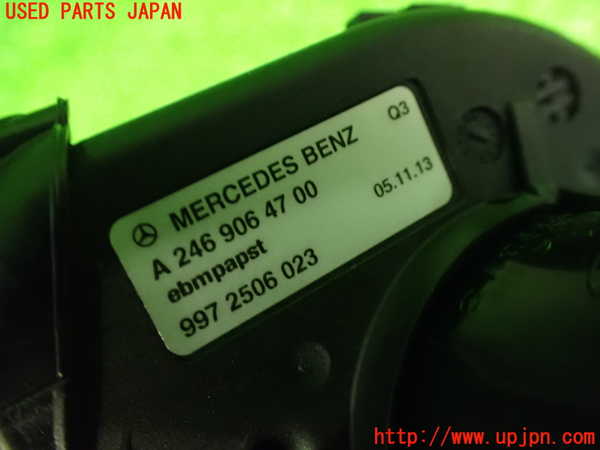 USED PARTS JAPAN
MERCEDES BENZ Q3
A 246 906 47 00 05.11.13
ebmpapst
997 2506 023
http://www.upjpn.com